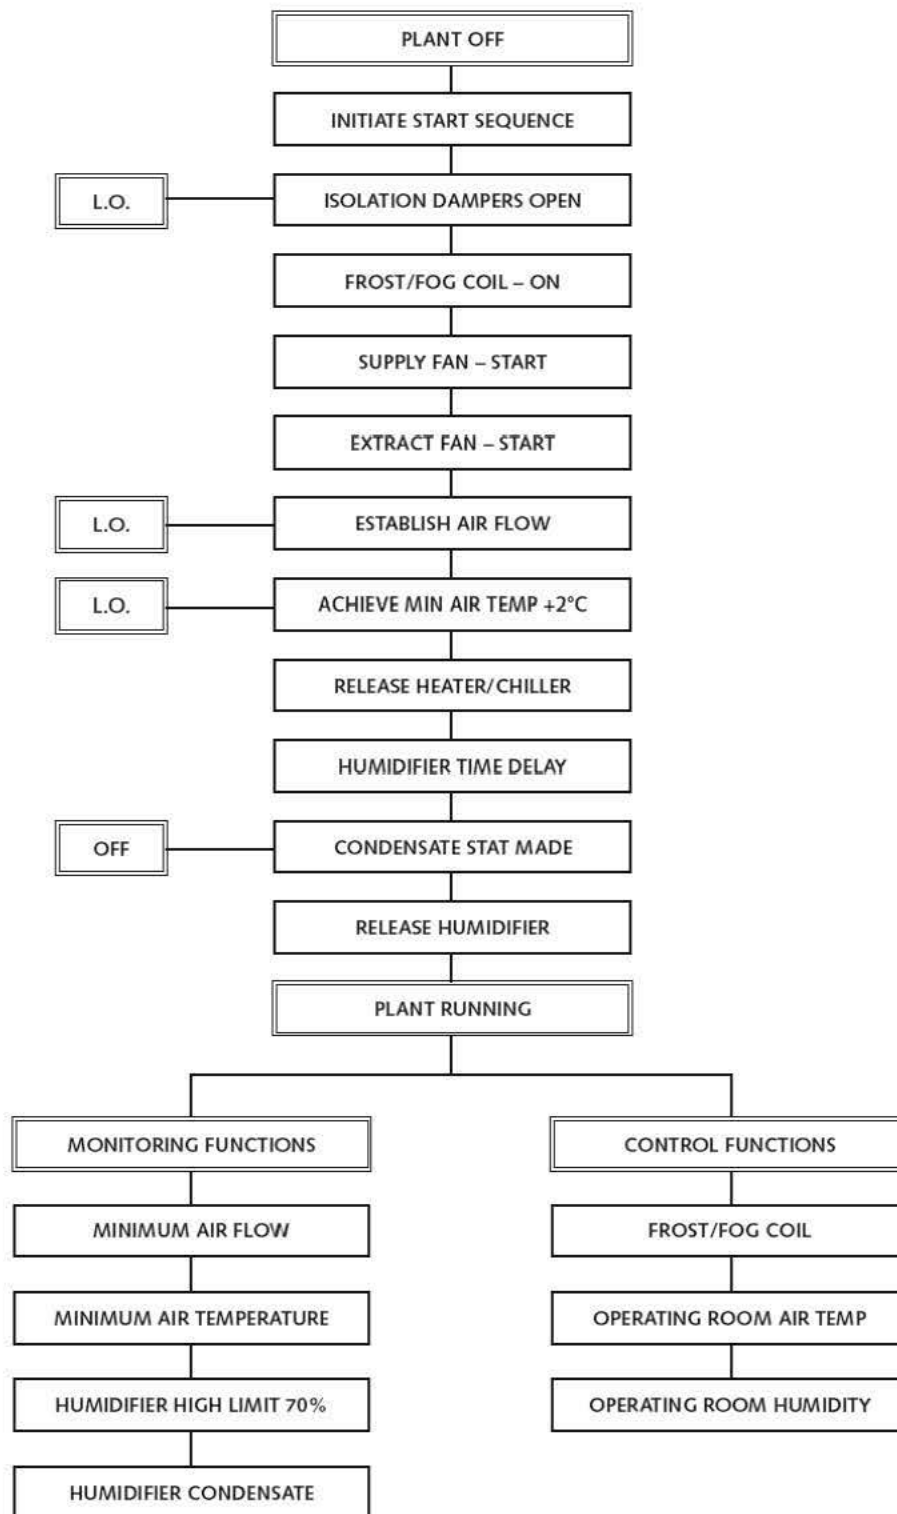 PLANT OFF
INITIATE START SEQUENCE
L.O.
ISOLATION DAMPERS OPEN
FROST/FOG COIL – ON
SUPPLY FAN – START
EXTRACT FAN – START
L.O.
ESTABLISH AIR FLOW
L.O.
ACHIEVE MIN AIR TEMP +2°C
RELEASE HEATER/CHILLER
HUMIDIFIER TIME DELAY
OFF
CONDENSATE STAT MADE
RELEASE HUMIDIFIER
PLANT RUNNING
MONITORING FUNCTIONS
MINIMUM AIR FLOW
MINIMUM AIR TEMPERATURE
HUMIDIFIER HIGH LIMIT 70%
HUMIDIFIER CONDENSATE
CONTROL FUNCTIONS
FROST/FOG COIL
OPERATING ROOM AIR TEMP
OPERATING ROOM HUMIDITY